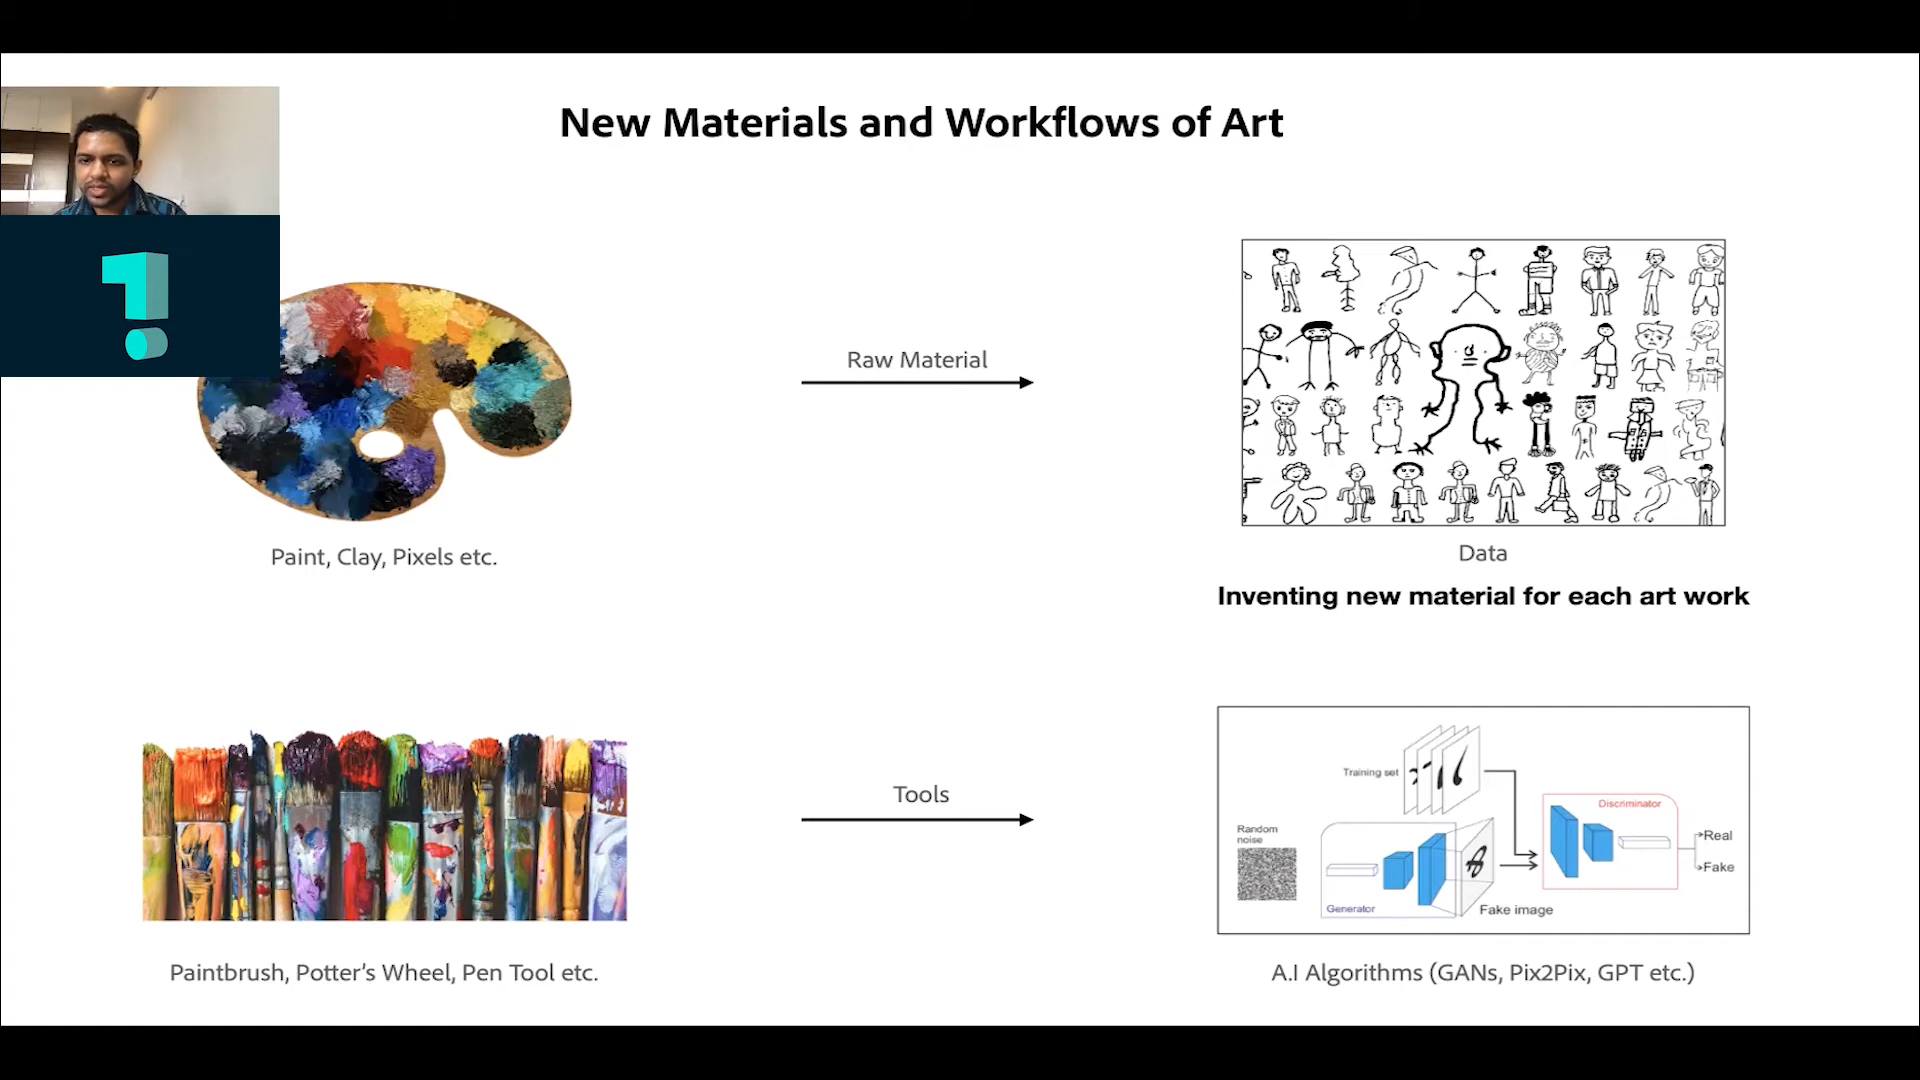 New Materials and Workflows of Art
Raw Material
Paint, Clay, Pixels etc.
Data
Inventing new material for each art work
Tools
Training set
Discriminator
Random
noise
Real
Fake
Generator
Fake image
Paintbrush, Potter's Wheel, Pen Tool etc.
A.I Algorithms (GANs, Pix2Pix, GPT etc.)